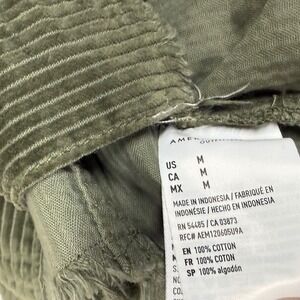 US M
CA M
MX M
MADE IN INDONESIA / FABRIQUÉ EN
INDONÉSIE / HECHO EN INDONESIA
RN 54485 / CA 03873
RFC# AEM120605U9A
EN 100% COTTON
FR 100% COTON
SP 100% algodón